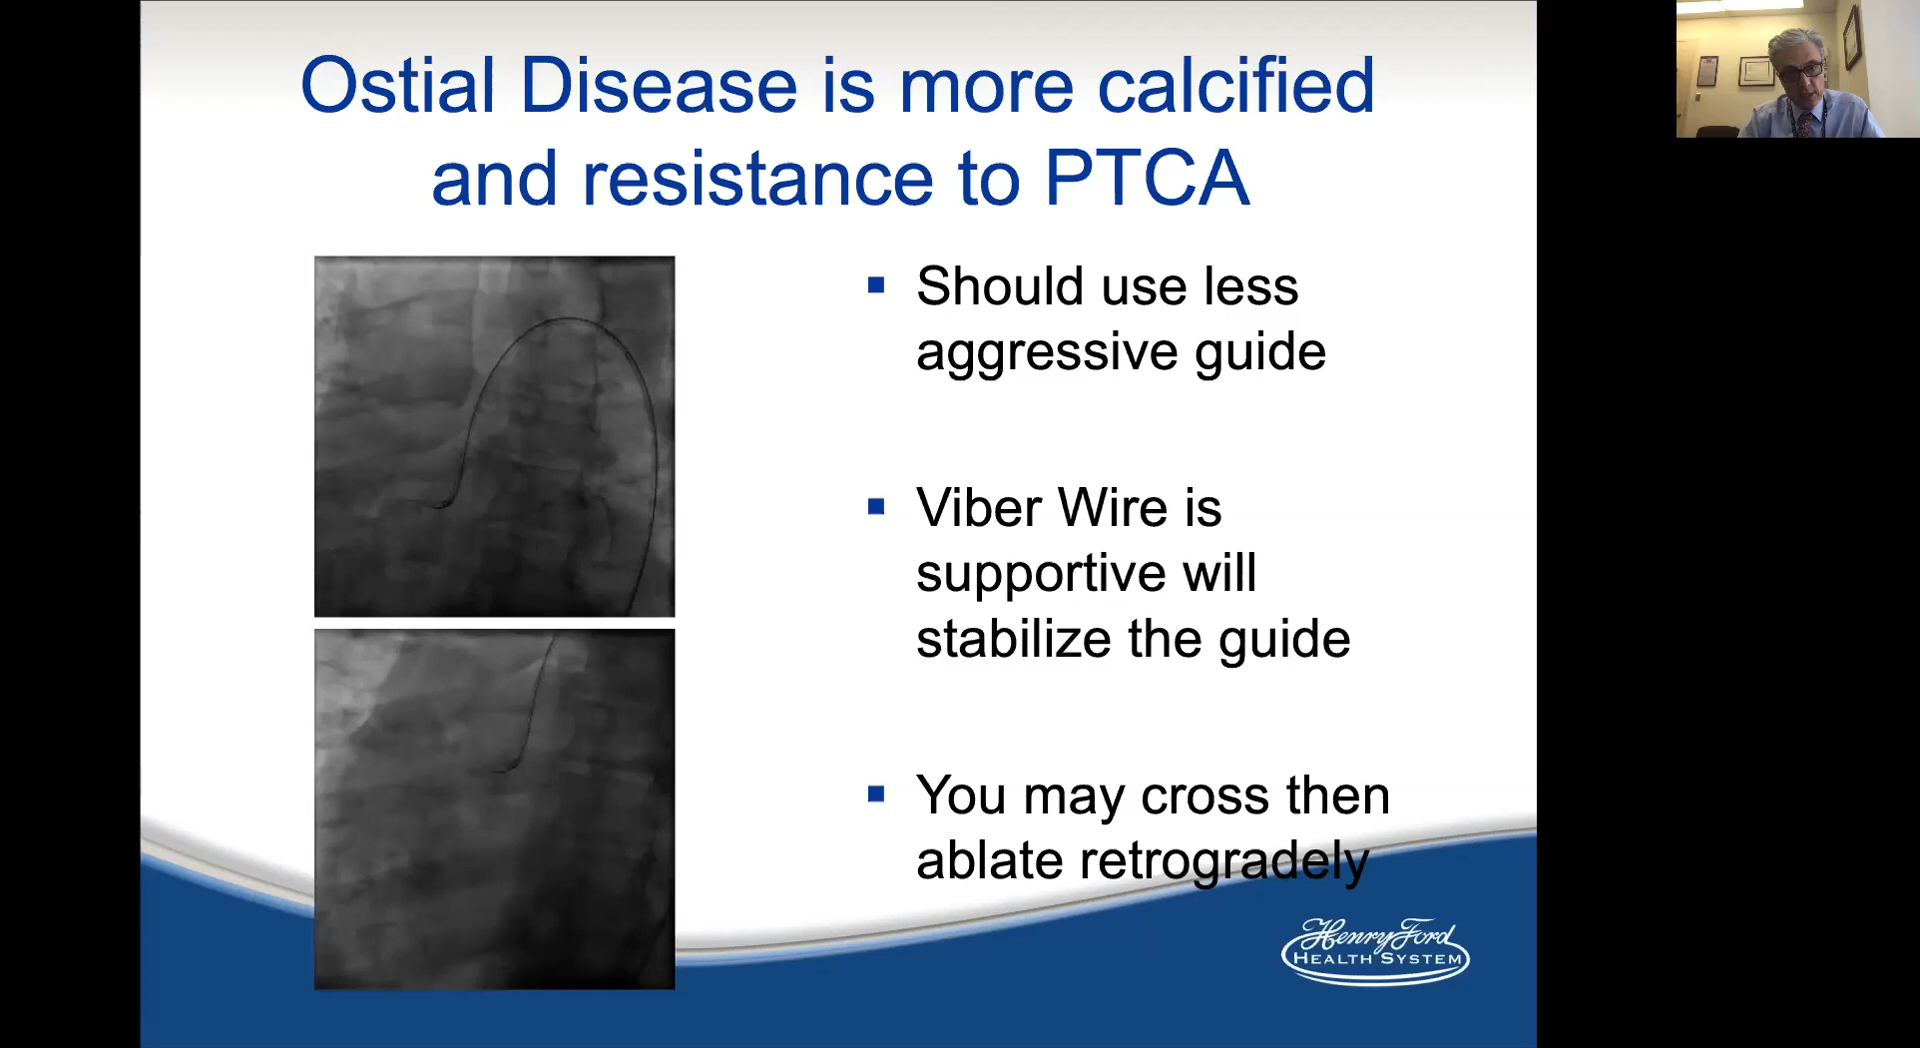 Ostial Disease is more calcified
and resistance to PTCA
Should use less
aggressive guide
Viber Wire is
supportive will
stabilize the guide
You may cross then
ablate retrogradely
Henry Ford
HEALTH SYSTEM